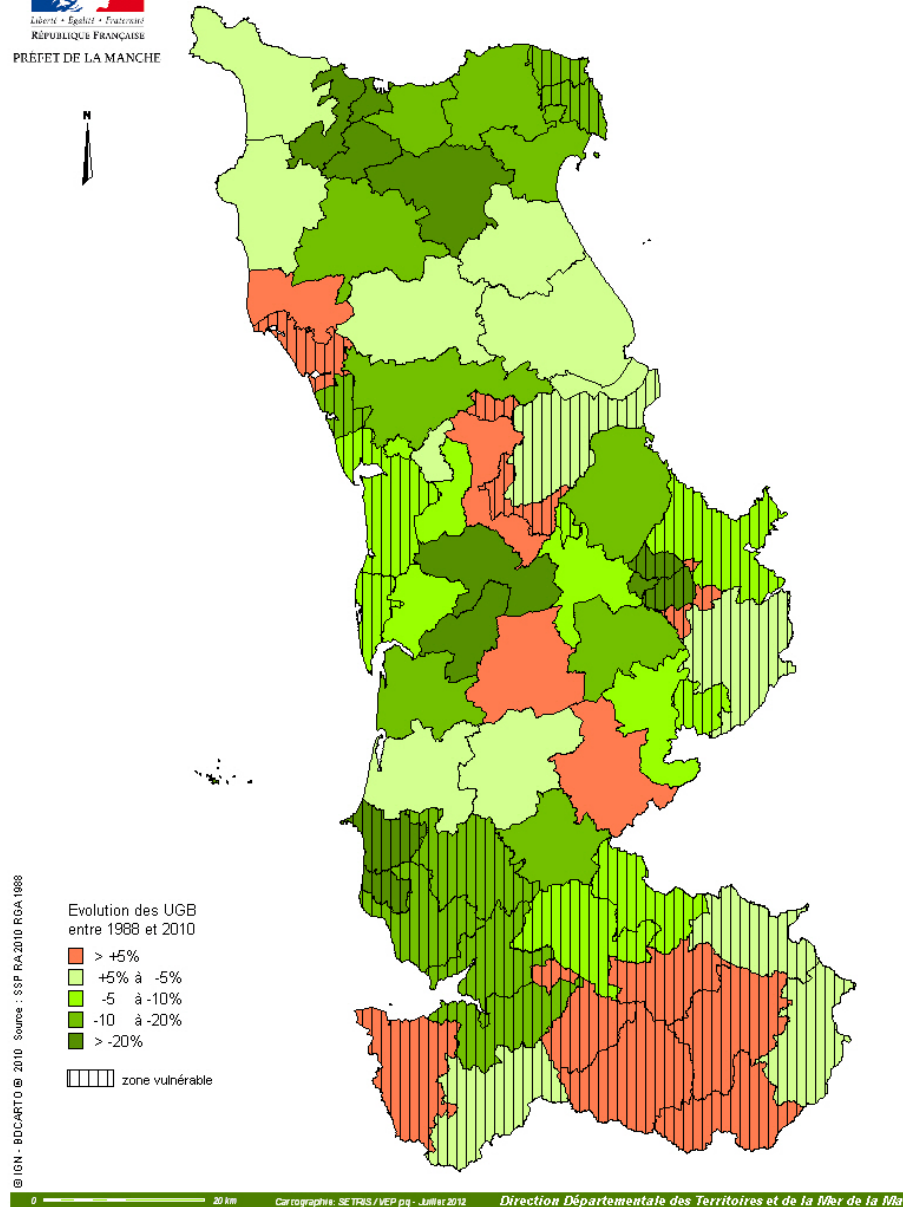 Liberté • Égalité • Fraternité
RÉPUBLIQUE FRANÇAISE
PRÉFET DE LA MANCHE
N
Evolution des UGB
entre 1988 et 2010
> +5%
+5% à -5%
-5 à -10%
-10 à -20%
> -20%
zone vulnérable
© IGN - BDCARTO ® 2010 Source : SSP RA 2010 RGA 1988
0 20 km
Cartographie: SETRIS / VEP pq - Juillet 2012
Direction Départementale des Territoires et de la Mer de la Ma